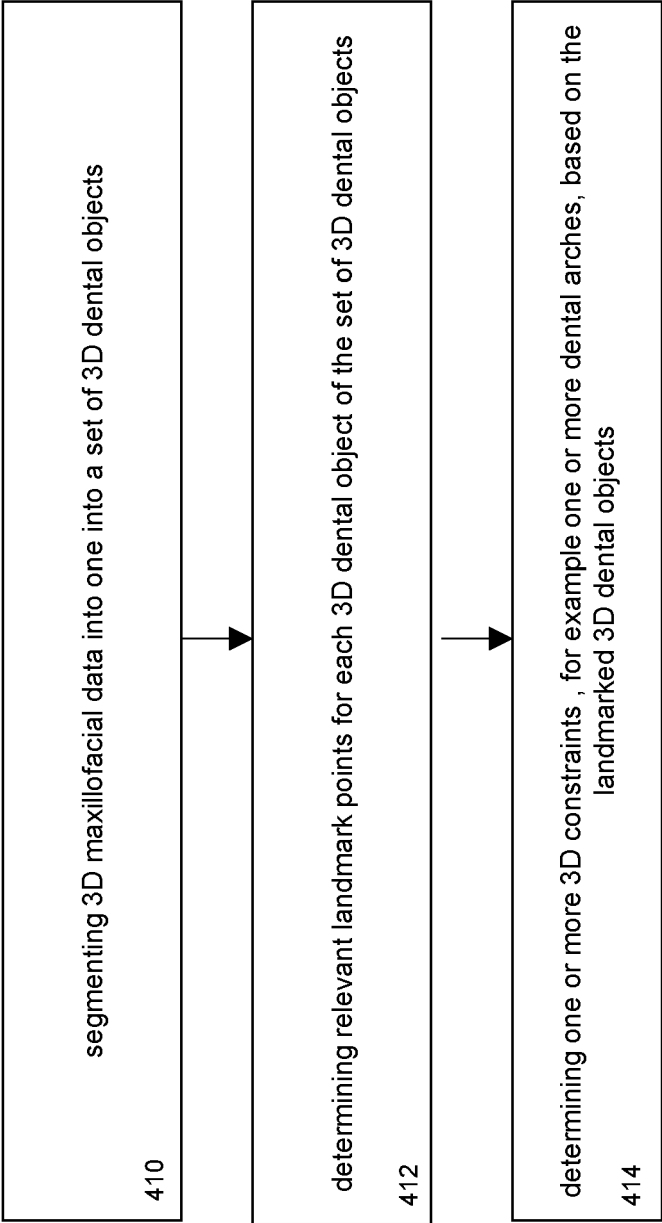 segmenting 3D maxillofacial data into one into a set of 3D dental objects
410
determining relevant landmark points for each 3D dental object of the set of 3D dental objects
412
determining one or more 3D constraints , for example one or more dental arches, based on the
landmarked 3D dental objects
414